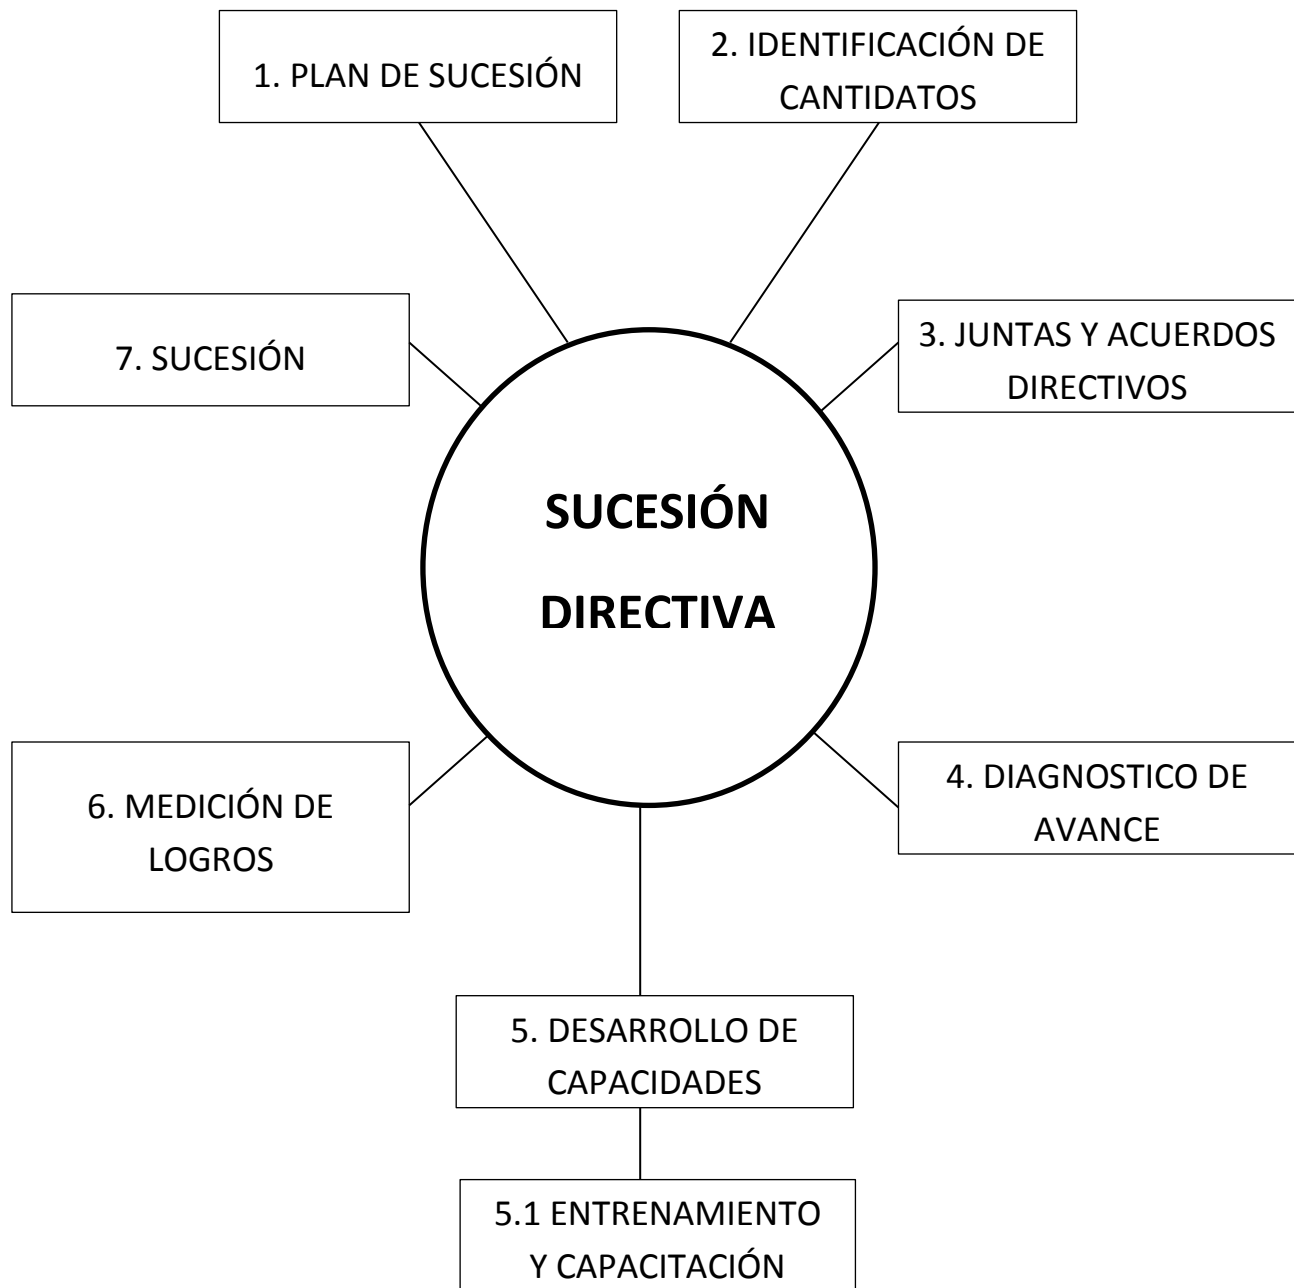 1. PLAN DE SUCESIÓN
2. IDENTIFICACIÓN DE
CANTIDATOS
7. SUCESIÓN
3. JUNTAS Y ACUERDOS
DIRECTIVOS
SUCESIÓN
DIRECTIVA
6. MEDICIÓN DE
LOGROS
4. DIAGNOSTICO DE
AVANCE
5. DESARROLLO DE
CAPACIDADES
5.1 ENTRENAMIENTO
Y CAPACITACIÓN